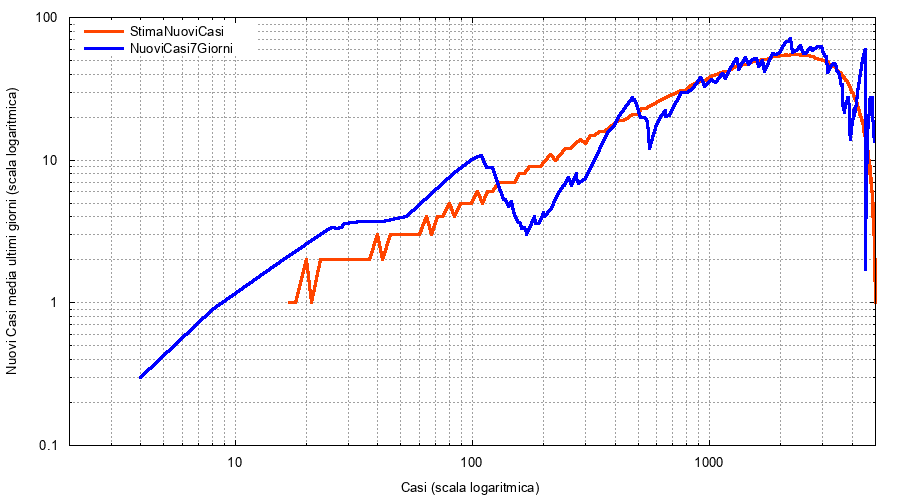 100
StimaNuoviCasi
NuoviCasi7Giorni
10
1
0.1
Nuovi Casi media ultimi giorni (scala logaritmica)
10
100
1000
Casi (scala logaritmica)